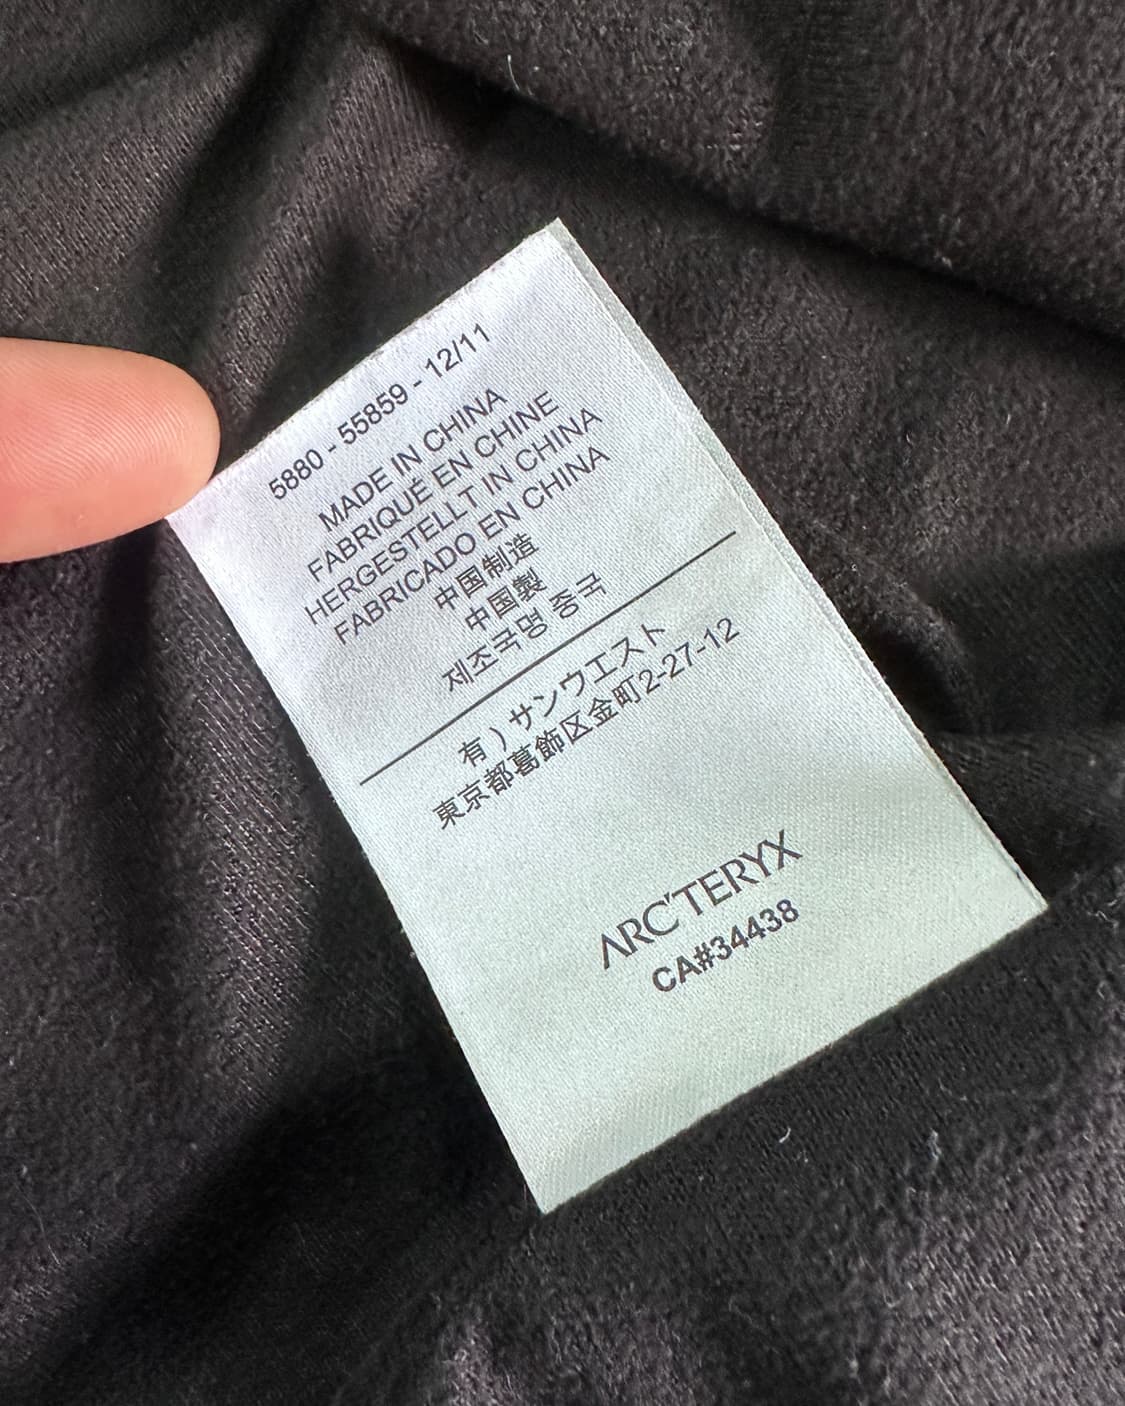 5880 - 55859 - 12/11
MADE IN CHINA
FABRIQUÉ EN CHINE
HERGESTELLT IN CHINA
FABRICADO EN CHINA
中国制造
中国製
제조국명 중국
有）サンウエスト
東京都葛飾区金町2-27-12
ARC'TERYX
CA#34438